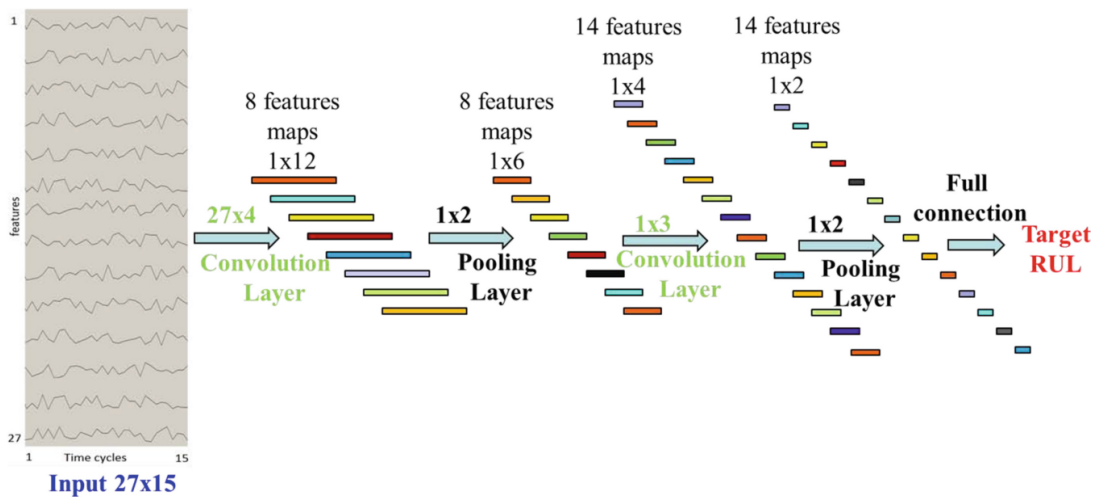 1
features
27
1
Time cycles
15
Input 27x15
27x4
Convolution
Layer
8 features
maps
1x12
1x2
Pooling
Layer
8 features
maps
1x6
1x3
Convolution
Layer
14 features
maps
1x4
1x2
Pooling
Layer
14 features
maps
1x2
Full
connection
Target
RUL